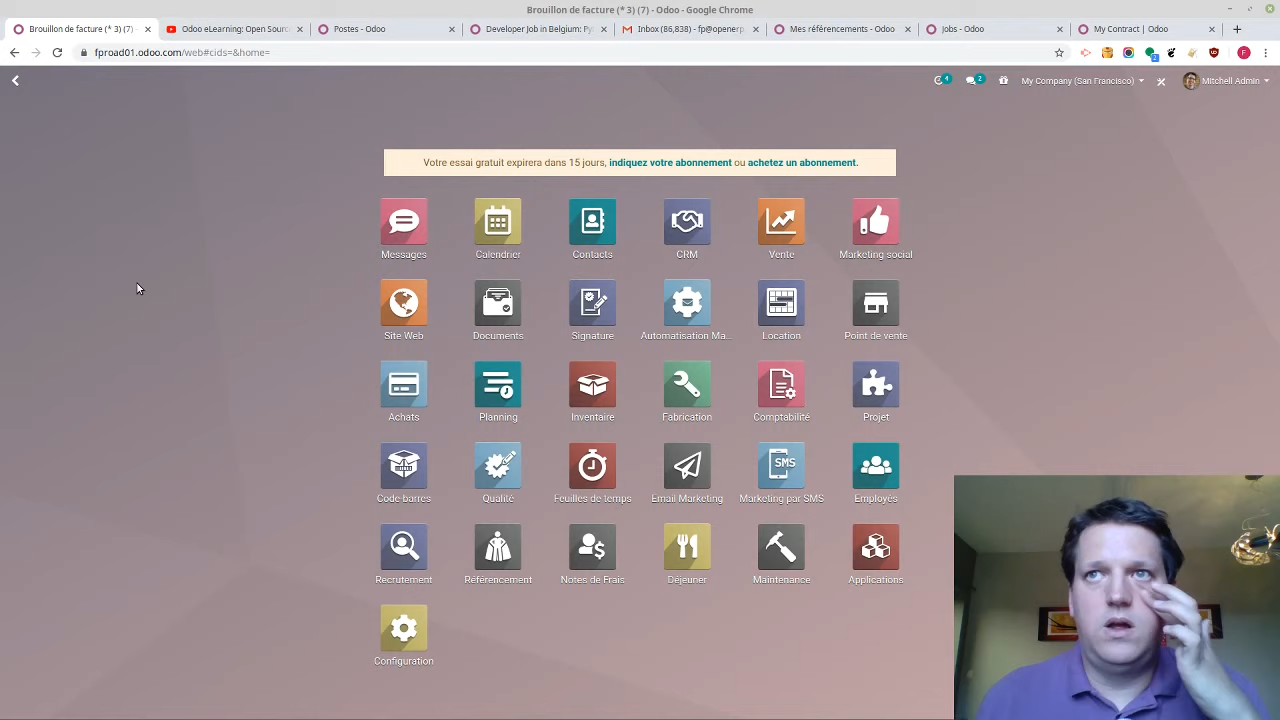 Brouillon de facture (* 3) (7) - Odoo - Google Chrome
Brouillon de facture (* 3) (7) -
Odoo eLearning: Open Sourc
Postes - Odoo
Developer Job in Belgium: Py
Inbox (86,838) - fp@openerp
Mes référencements - Odoo
Jobs - Odoo
My Contract | Odoo
fproad01.odoo.com/web#cids=&home=
2
F
4
2
My Company (San Francisco)
Mitchell Admin
Votre essai gratuit expirera dans 15 jours, indiquez votre abonnement ou achetez un abonnement.
Messages
Calendrier
Contacts
CRM
Vente
Marketing social
Site Web
Documents
Signature
Automatisation Ma...
Location
Point de vente
Achats
Planning
Inventaire
Fabrication
Comptabilité
Projet
SMS
Code-barres
Qualité
Feuilles de temps
Email Marketing
Marketing par SMS
Employés
Recrutement
Référencement
Notes de Frais
Déjeuner
Maintenance
Applications
Configuration